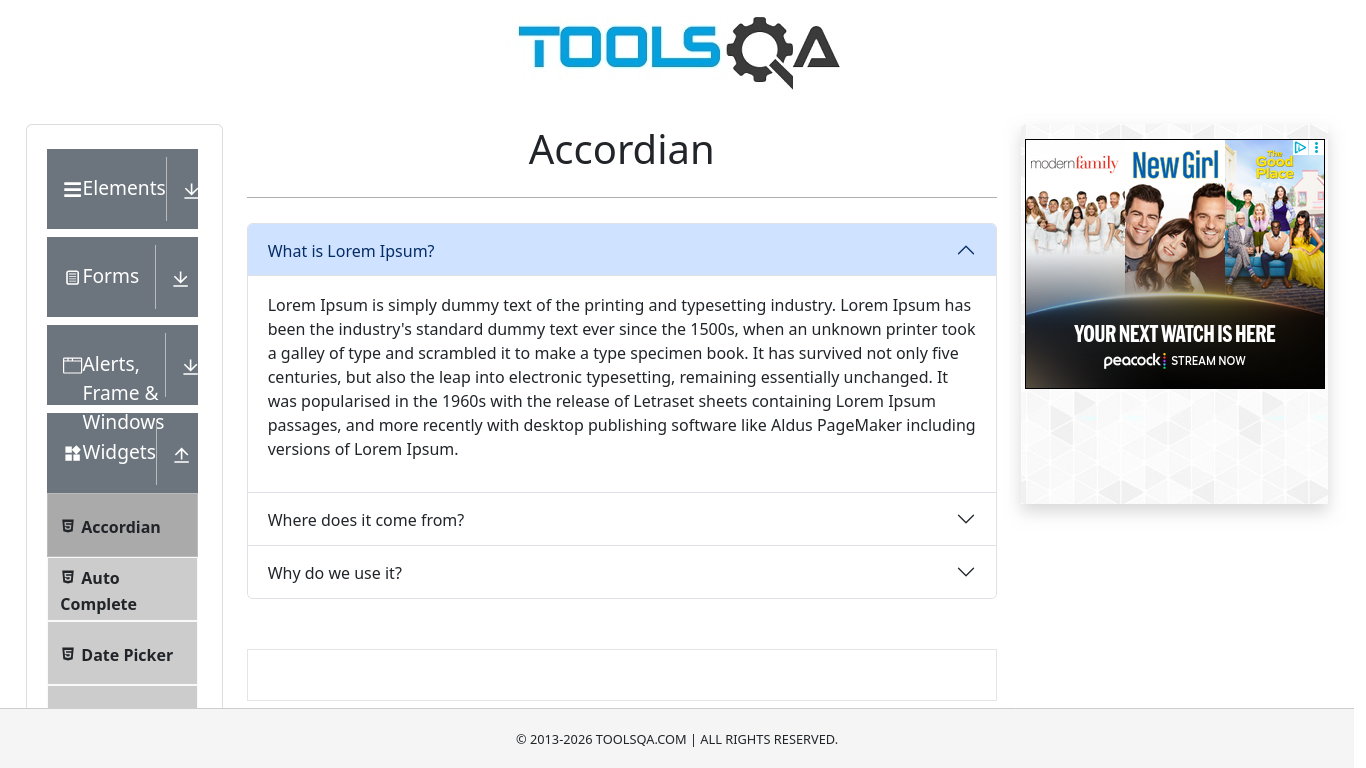 TOOLSQA
Elements
Forms
Alerts,
Frame &
Windows
Widgets
Accordian
Auto
Complete
Date Picker
Accordian
What is Lorem Ipsum?
Lorem Ipsum is simply dummy text of the printing and typesetting industry. Lorem Ipsum has
been the industry's standard dummy text ever since the 1500s, when an unknown printer took
a galley of type and scrambled it to make a type specimen book. It has survived not only five
centuries, but also the leap into electronic typesetting, remaining essentially unchanged. It
was popularised in the 1960s with the release of Letraset sheets containing Lorem Ipsum
passages, and more recently with desktop publishing software like Aldus PageMaker including
versions of Lorem Ipsum.
Where does it come from?
Why do we use it?
modern family
New Girl
The
Good
Place
YOUR NEXT WATCH IS HERE
peacock STREAM NOW
© 2013-2026 TOOLSQA.COM | ALL RIGHTS RESERVED.